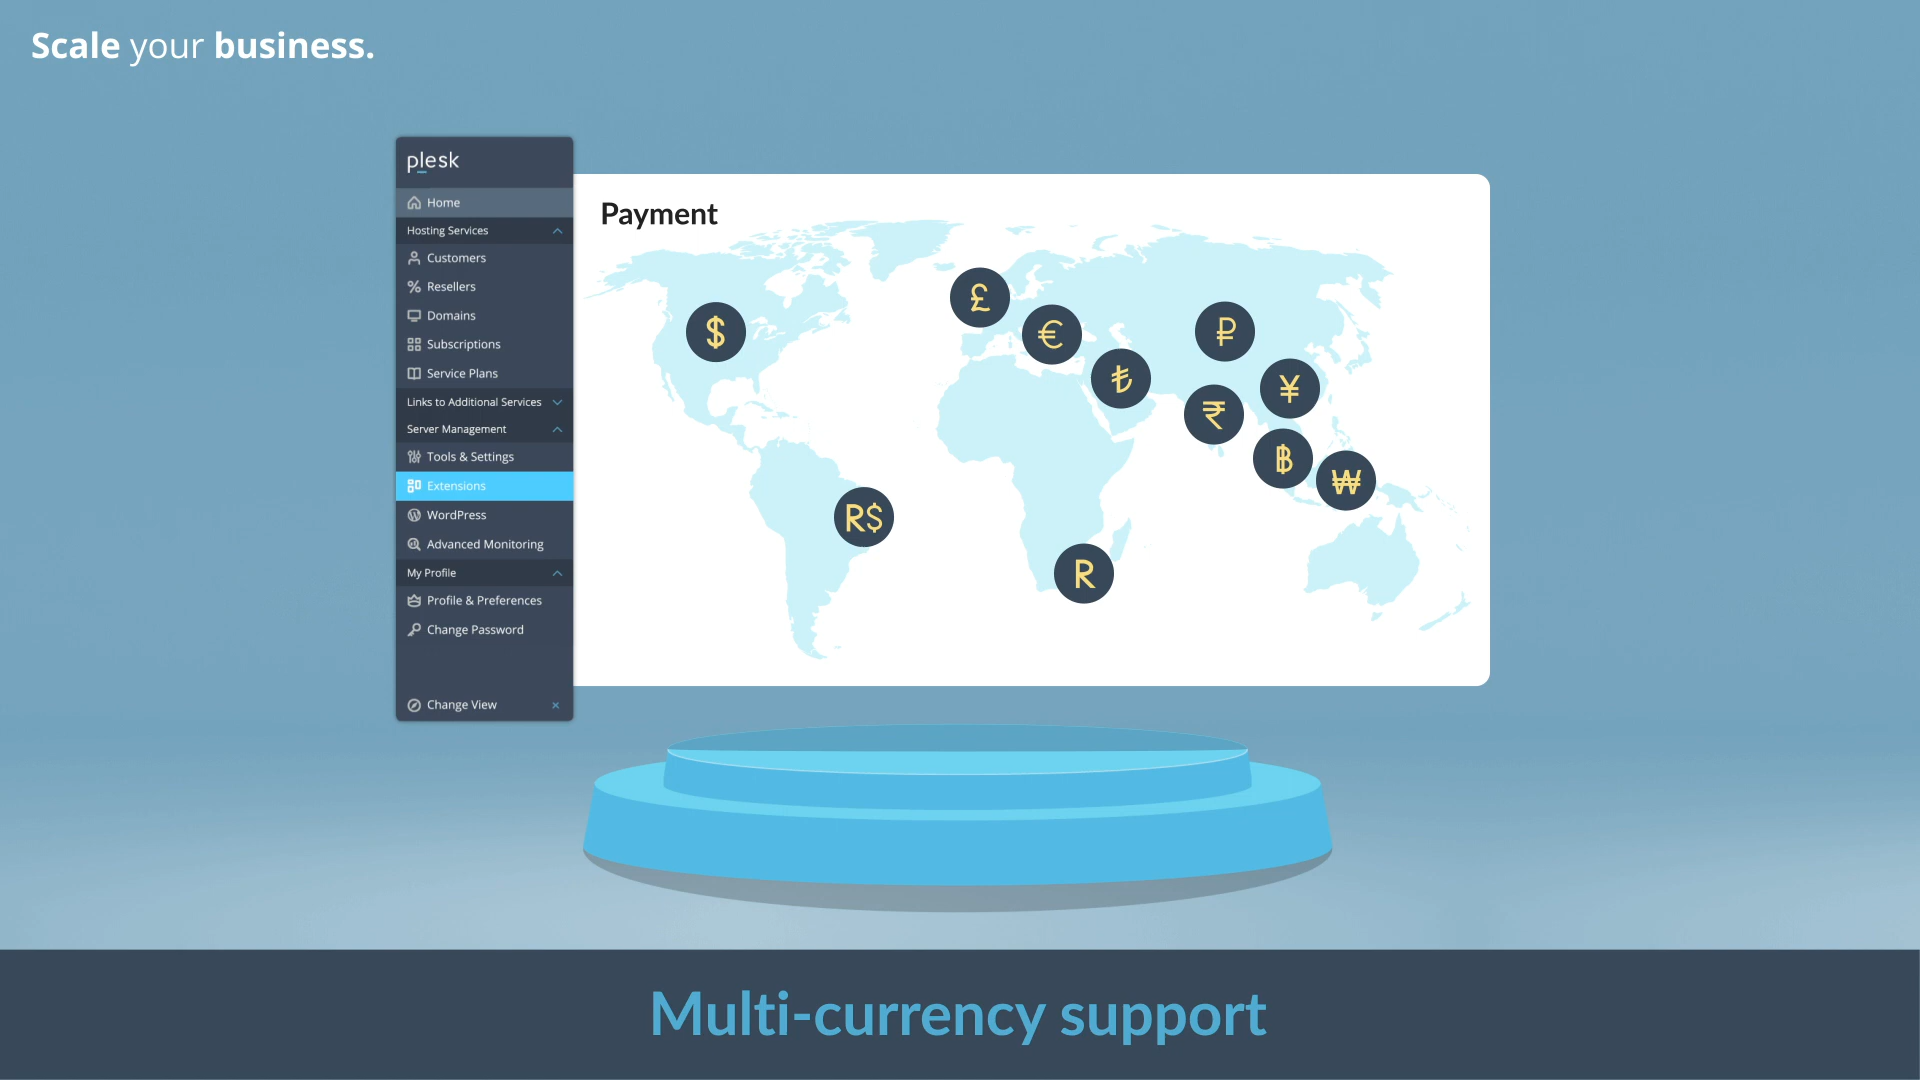 Scale your business.
plesk
Home
Hosting Services
Customers
Resellers
Domains
Subscriptions
Service Plans
Links to Additional Services
Server Management
Tools & Settings
Extensions
WordPress
Advanced Monitoring
My Profile
Profile & Preferences
Change Password
Change View
Payment
£
$
€
₽
₺
¥
₹
฿
₩
R$
R
Multi-currency support